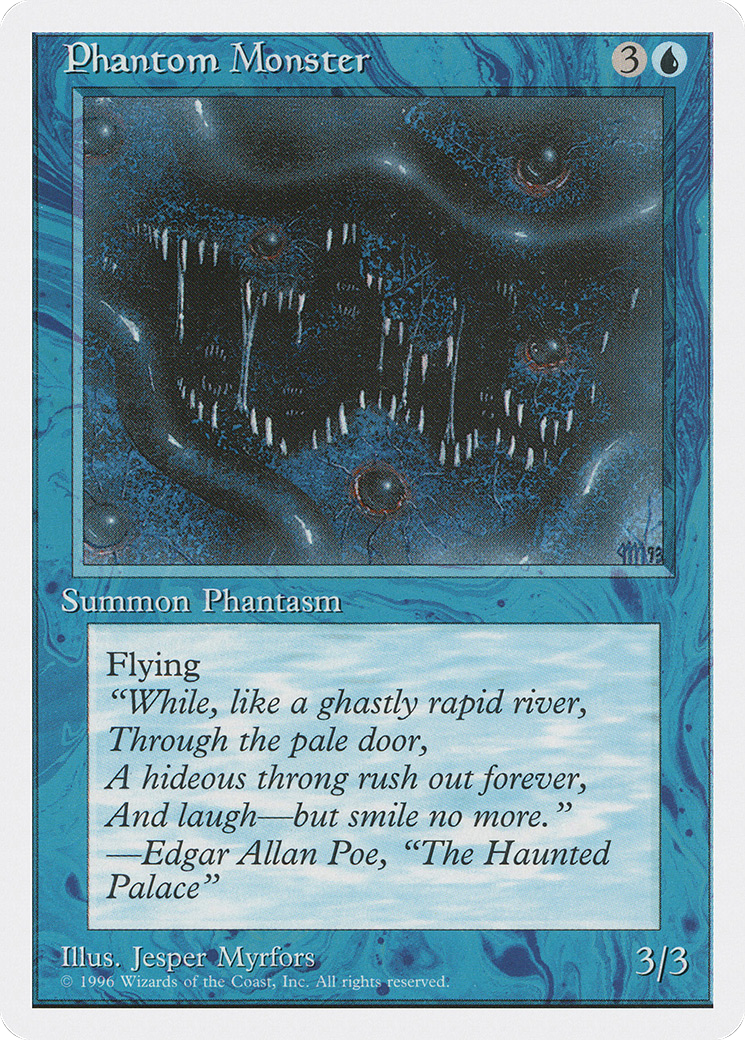 Phantom Monster 3
Summon Phantasm
Flying
“While, like a ghastly rapid river,
Through the pale door,
A hideous throng rush out forever,
And laugh—but smile no more.”
—Edgar Allan Poe, “The Haunted
Palace”
Illus. Jesper Myrfors
© 1996 Wizards of the Coast, Inc. All rights reserved.
3/3